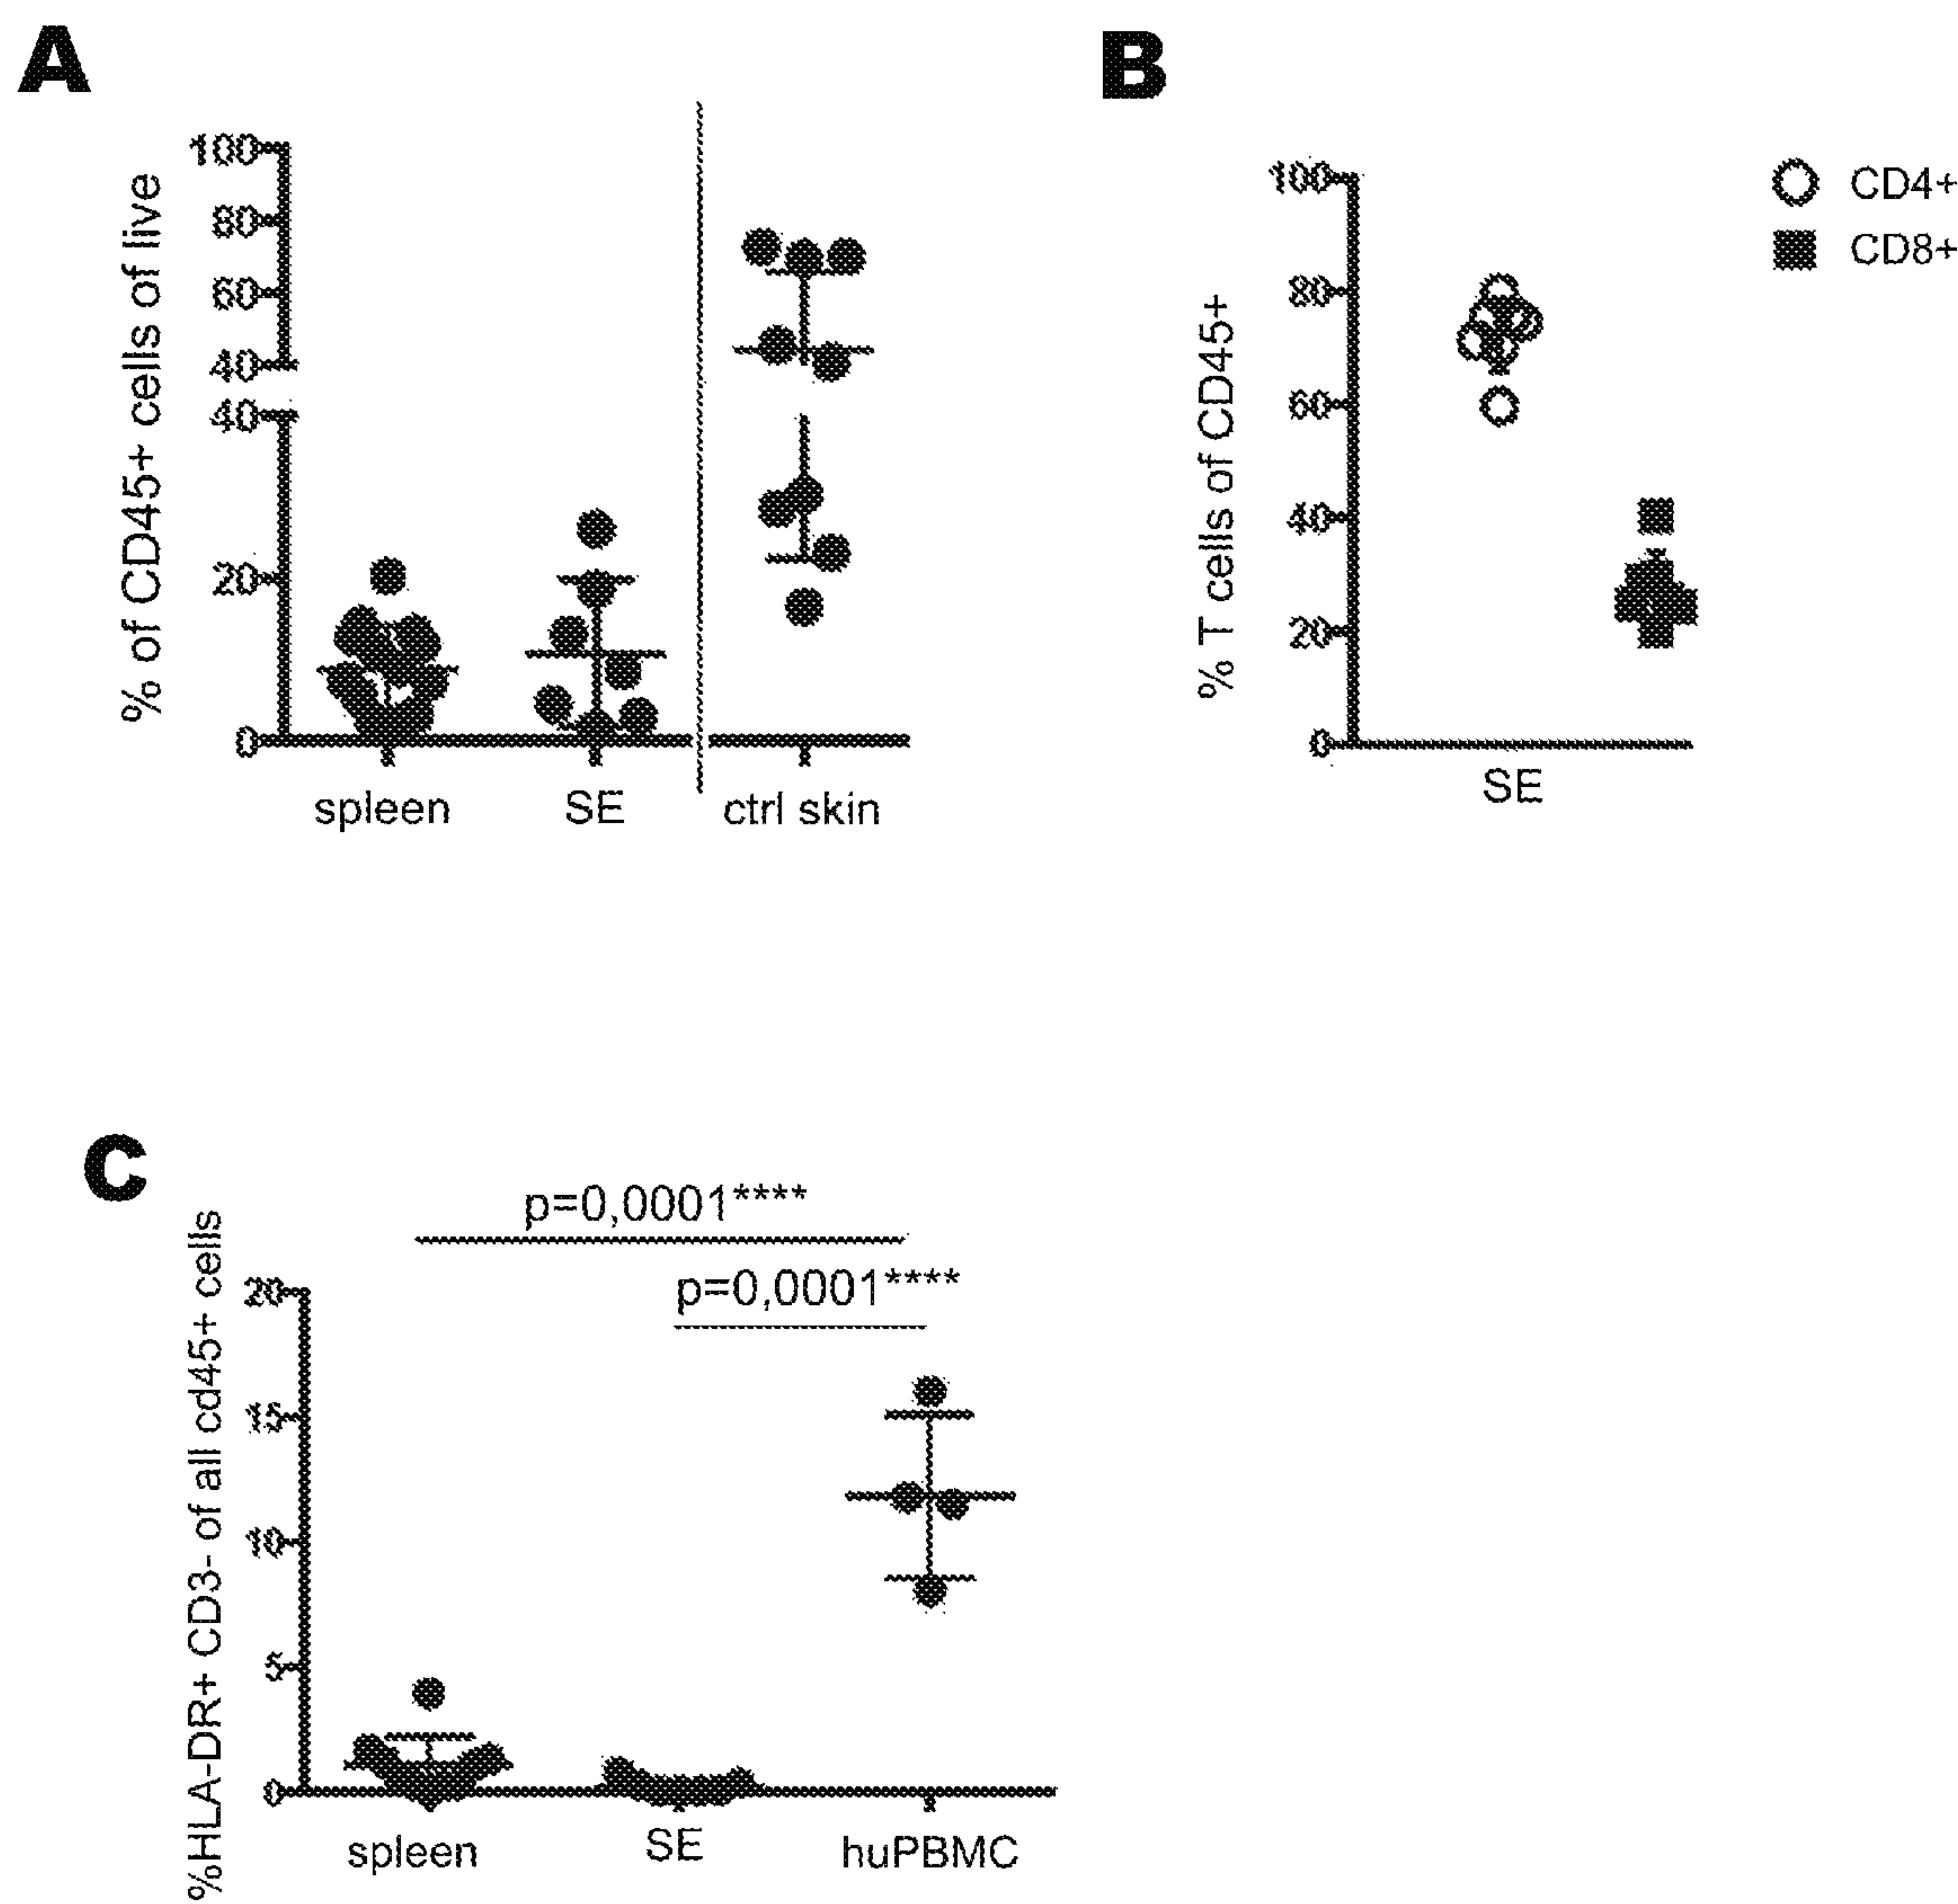 A
% of CD45+ cells of live
100
80
60
40
40
20
0
spleen
SE
ctrl skin
B
% T cells of CD45+
100
80
60
40
20
0
SE
CD4+
CD8+
C
%HLA-DR+ CD3- of all cd45+ cells
p=0,0001****
p=0,0001****
20
15
10
5
0
spleen
SE
huPBMC